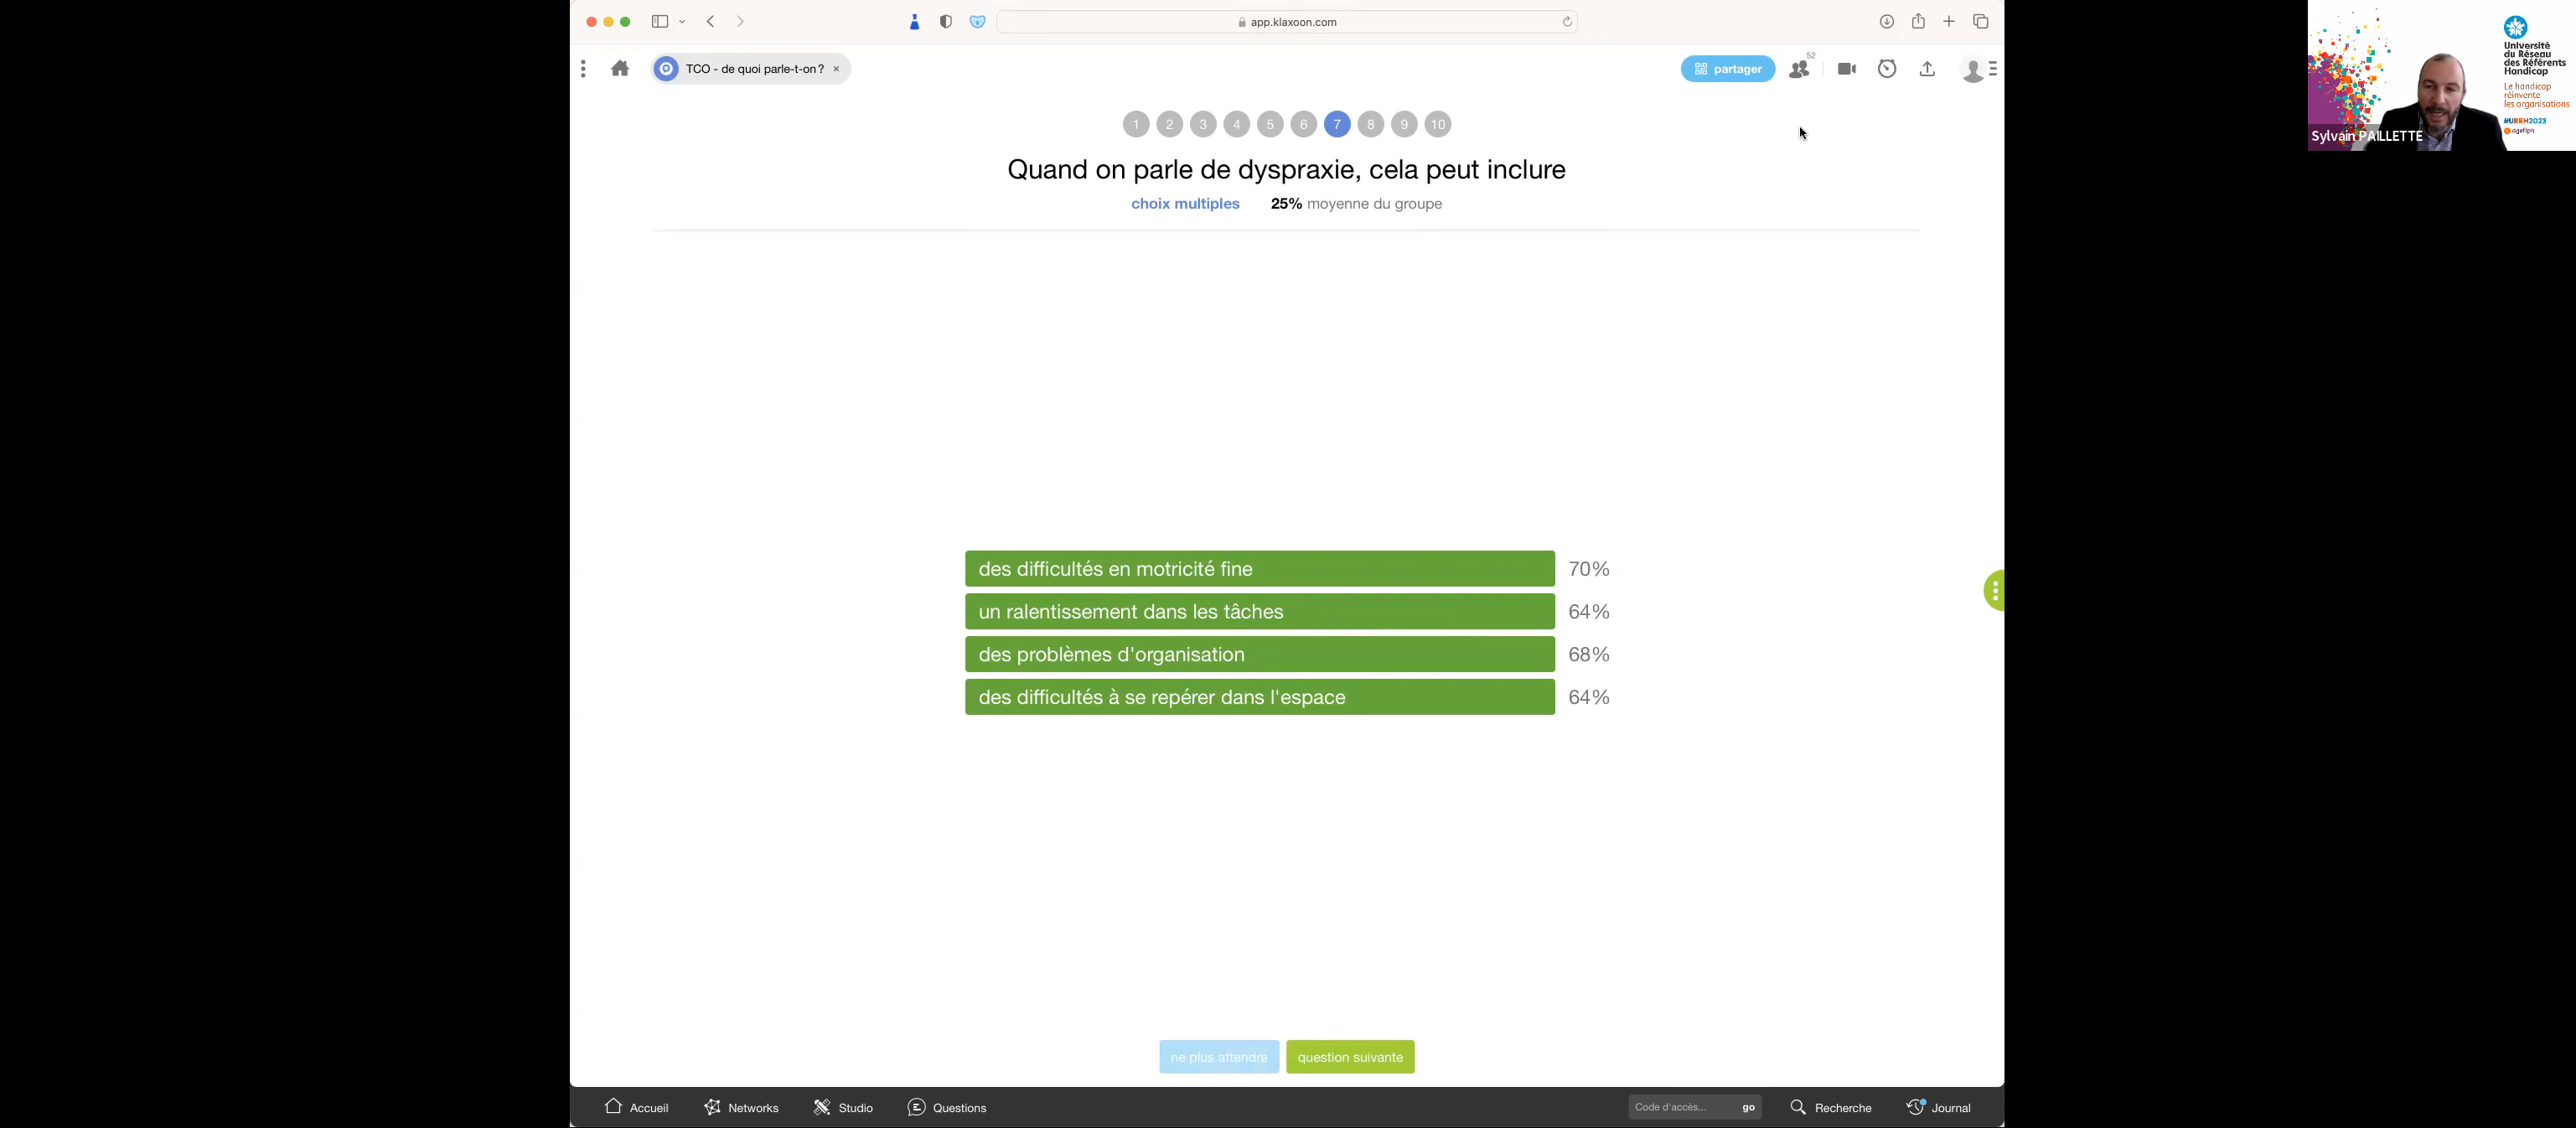 app.klaxoon.com
TCO - de quoi parle-t-on ? ×
partager
52
1 2 3 4 5 6 7 8 9 10
Quand on parle de dyspraxie, cela peut inclure
choix multiples 25% moyenne du groupe
des difficultés en motricité fine 70%
un ralentissement dans les tâches 64%
des problèmes d'organisation 68%
des difficultés à se repérer dans l'espace 64%
ne plus attendre question suivante
Accueil Networks Studio Questions Code d'accès... go Recherche Journal
Université
du Réseau
des Référents
Handicap
Le handicap
réinvente
les organisations
#URRH2023
agefiph
Sylvain PAILLETTE